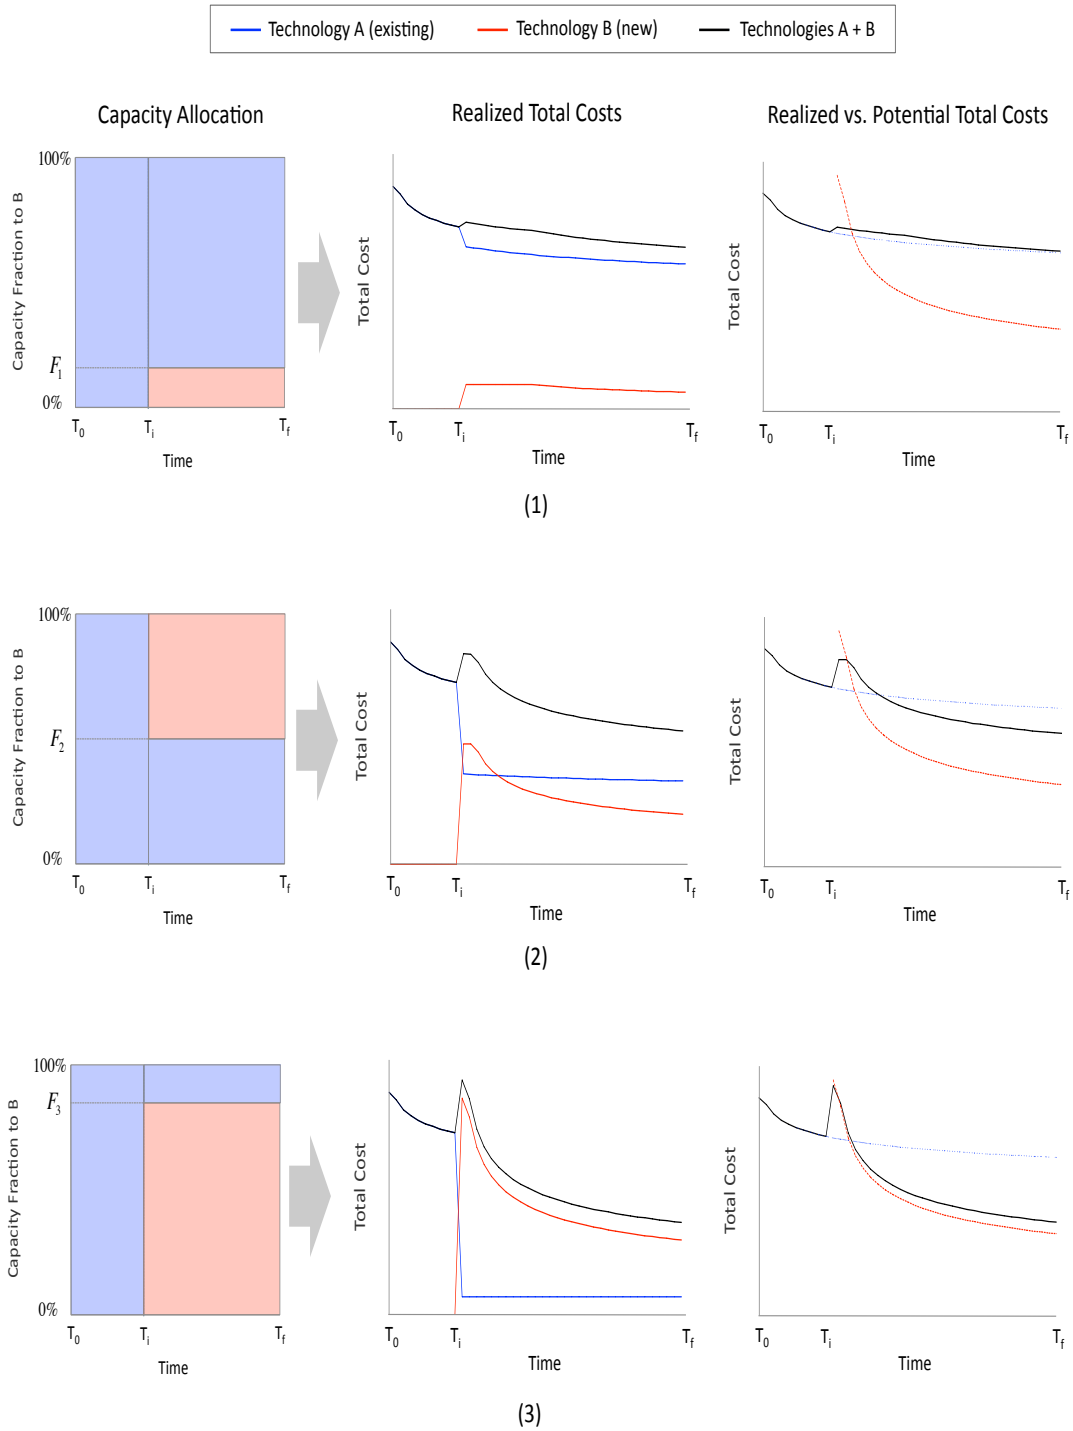 Technology A (existing) Technology B (new) Technologies A + B
Capacity Allocation Realized Total Costs Realized vs. Potential Total Costs
100%
Capacity Fraction to B
F1
0%
T0 Ti Tf
Time
Total Cost
T0 Ti Tf
Time
Total Cost
T0 Ti Tf
Time
(1)
100%
Capacity Fraction to B
F2
0%
T0 Ti Tf
Time
Total Cost
T0 Ti Tf
Time
Total Cost
T0 Ti Tf
Time
(2)
100%
Capacity Fraction to B
F3
0%
T0 Ti Tf
Time
Total Cost
T0 Ti Tf
Time
Total Cost
T0 Ti Tf
Time
(3)